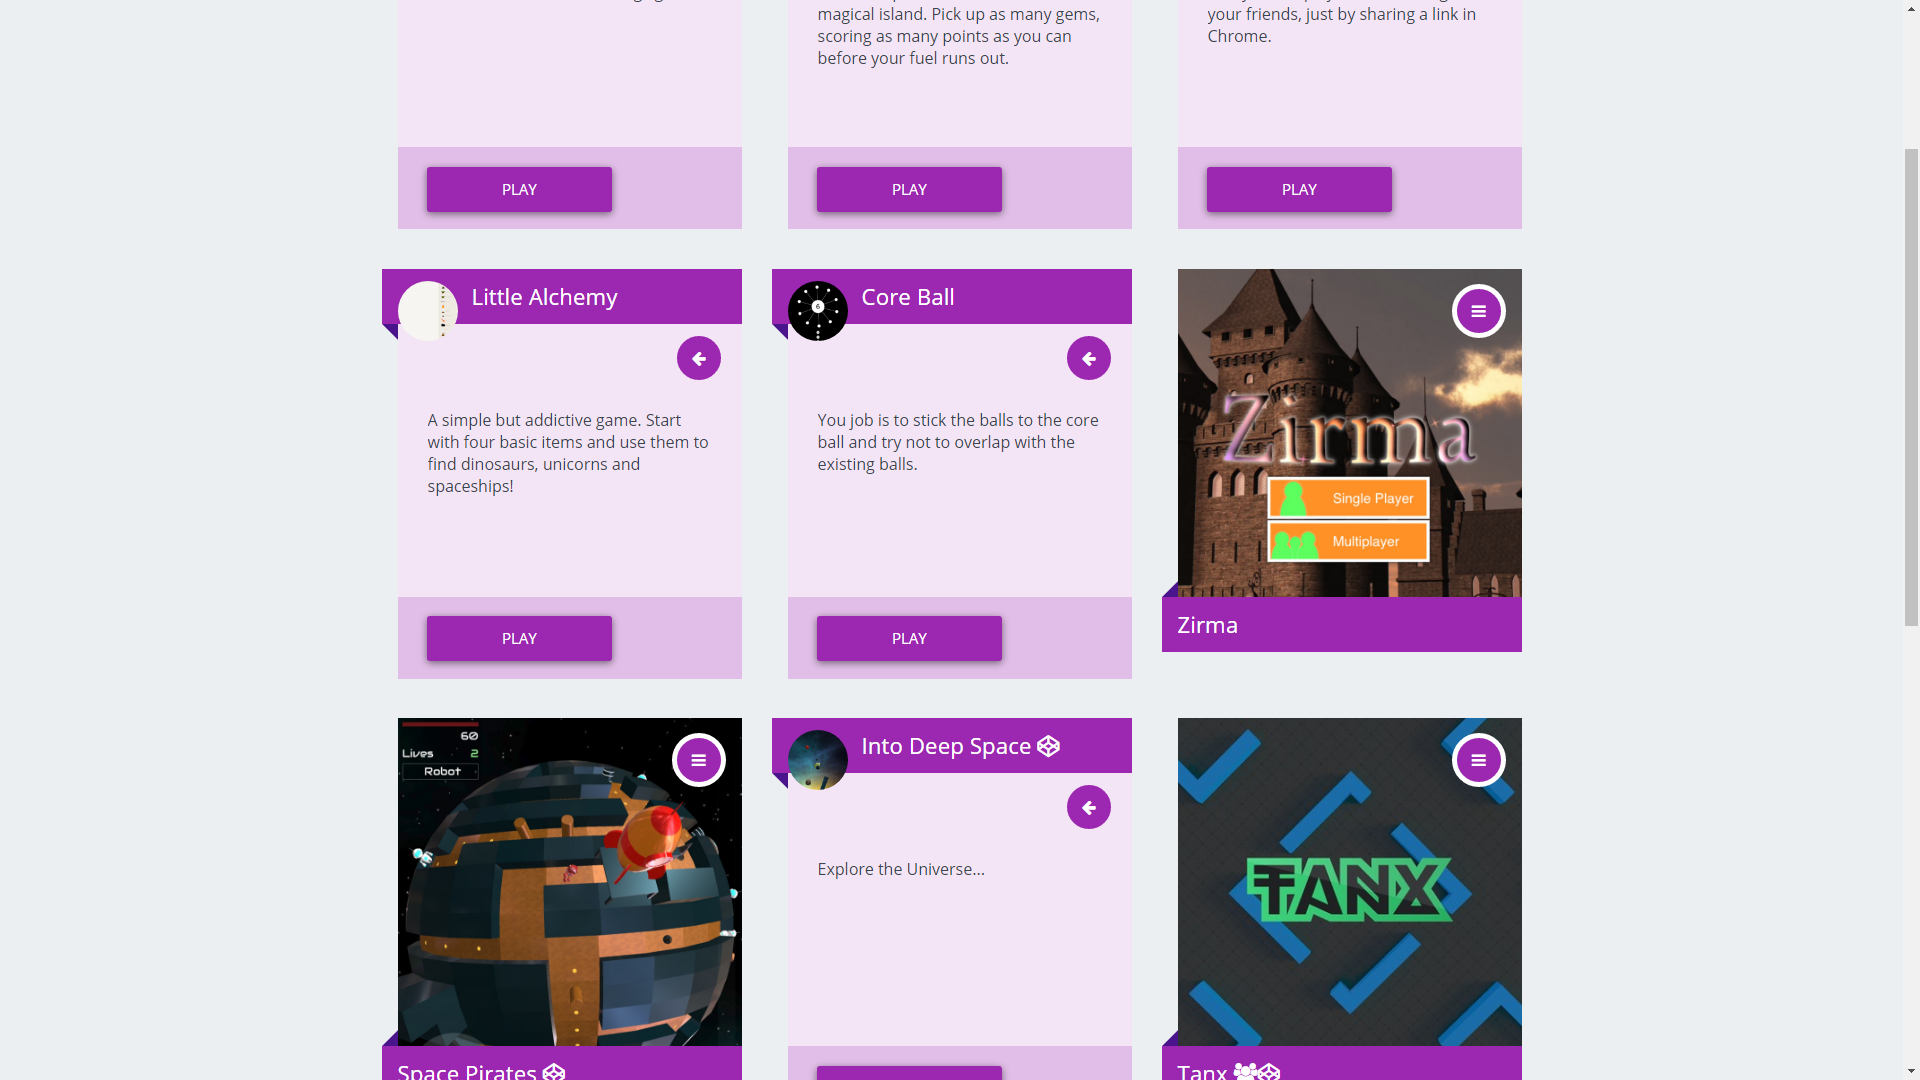 magical island. Pick up as many gems,
scoring as many points as you can
before your fuel runs out.
your friends, just by sharing a link in
Chrome.
PLAY
PLAY
PLAY
Little Alchemy
A simple but addictive game. Start
with four basic items and use them to
find dinosaurs, unicorns and
spaceships!
PLAY
Core Ball
6
You job is to stick the balls to the core
ball and try not to overlap with the
existing balls.
PLAY
Zirma
Single Player
Multiplayer
Zirma
60
Lives 2
Robot
Space Pirates
Into Deep Space
Explore the Universe...
TANX
Tanx